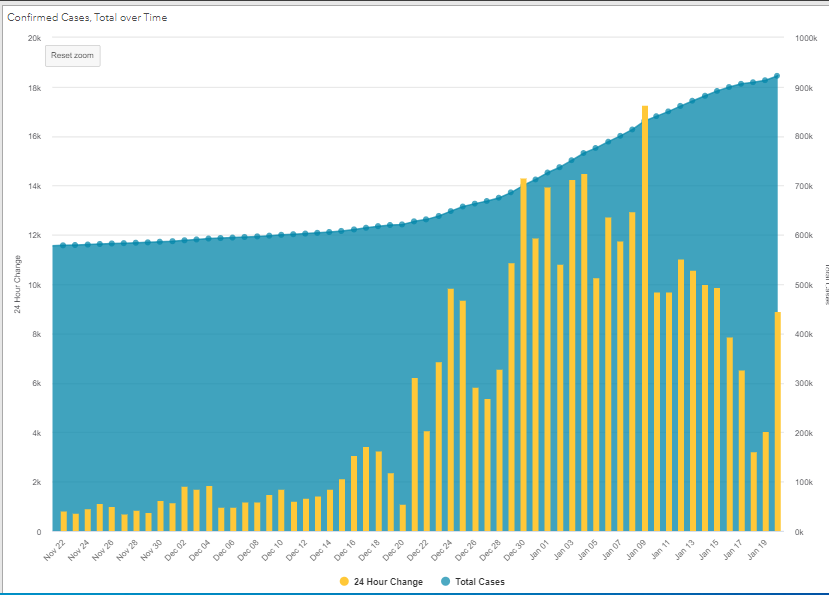 Confirmed Cases, Total over Time
20k
1000k
Reset zoom
18k
900k
16k
800k
14k
700k
12k
600k
24 Hour Change
10k
500k
8k
400k
6k
300k
4k
200k
2k
100k
0
0k
Nov 22
Nov 24
Nov 26
Nov 28
Nov 30
Dec 02
Dec 04
Dec 06
Dec 08
Dec 10
Dec 12
Dec 14
Dec 16
Dec 18
Dec 20
Dec 22
Dec 24
Dec 26
Dec 28
Dec 30
Jan 01
Jan 03
Jan 05
Jan 07
Jan 09
Jan 11
Jan 13
Jan 15
Jan 17
Jan 19
24 Hour Change
Total Cases